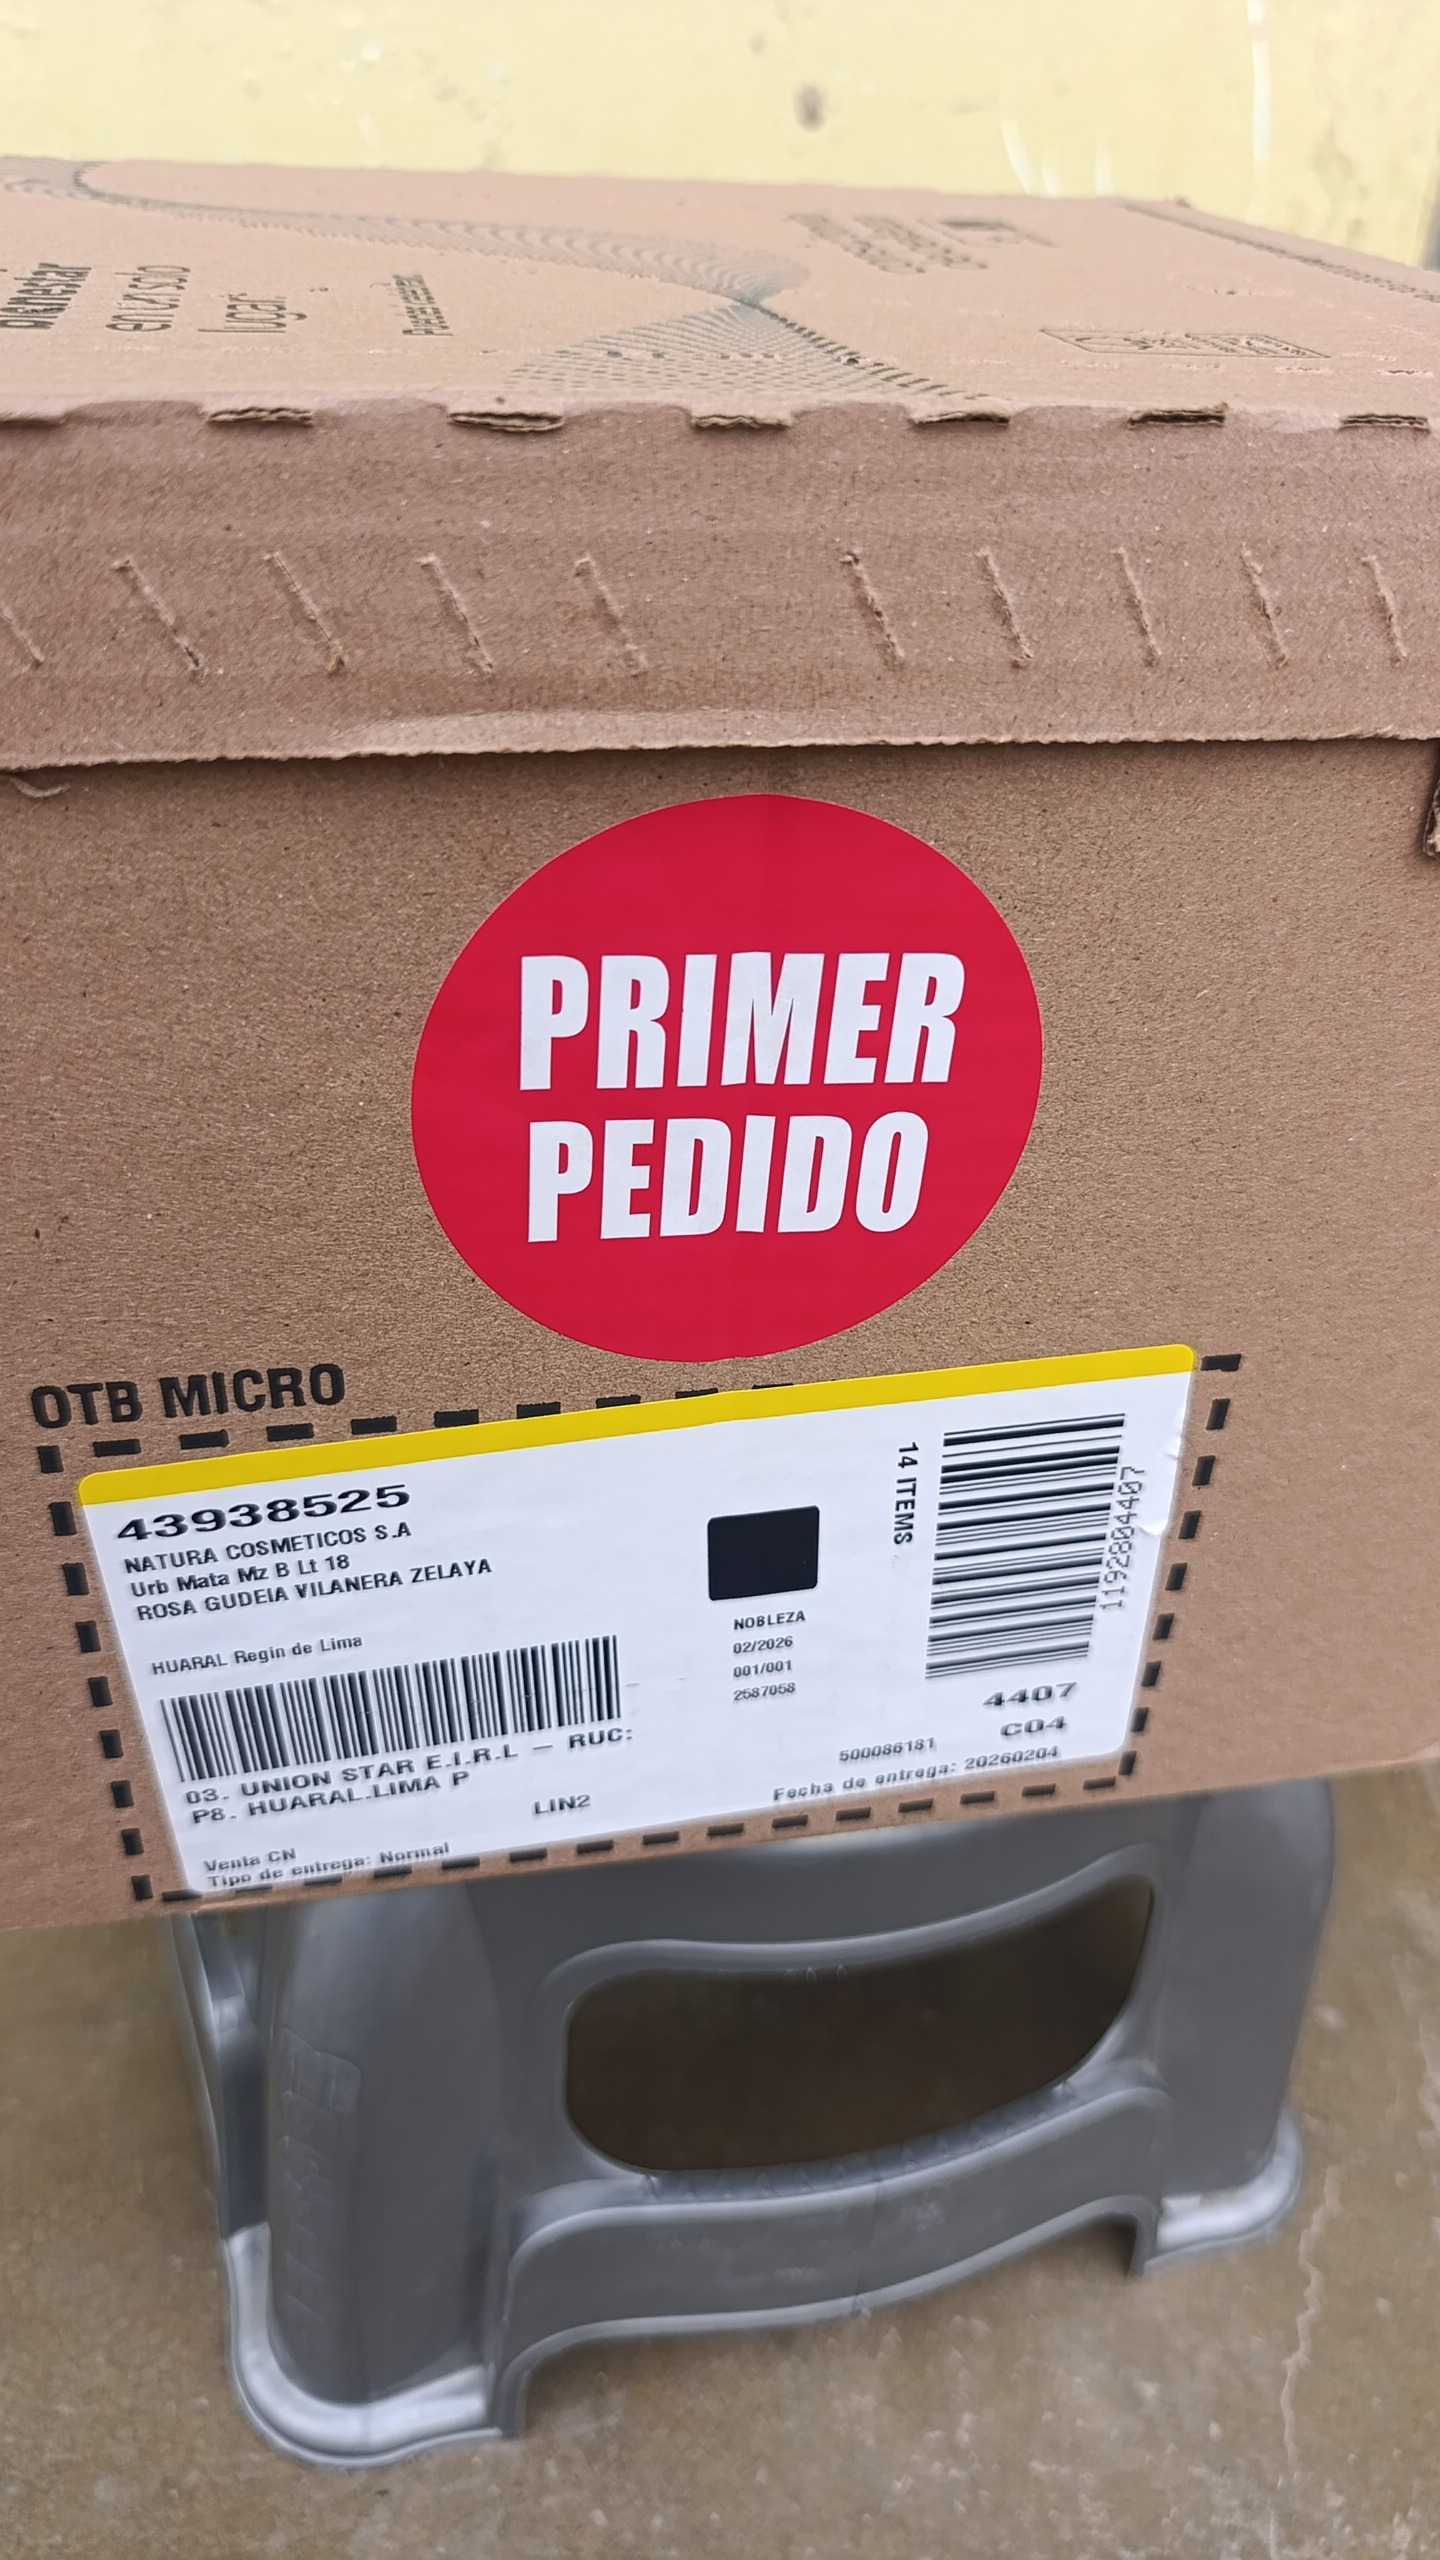 bienestar
en un solo
lugar.
PRIMER
PEDIDO
OTB MICRO
43938525
NATURA COSMETICOS S.A
Urb Mata Mz B Lt 18
ROSA GUDEIA VILANERA ZELAYA
HUARAL Regin de Lima
03. UNION STAR E.I.R.L – RUC:
P8. HUARAL.LIMA P
LIN2
Venta CN
Tipo de entrega: Normal
NOBLEZA
02/2026
001/001
2587058
14 ITEMS
1192804407
4407
C04
500086181
Fecha de entrega: 20260204